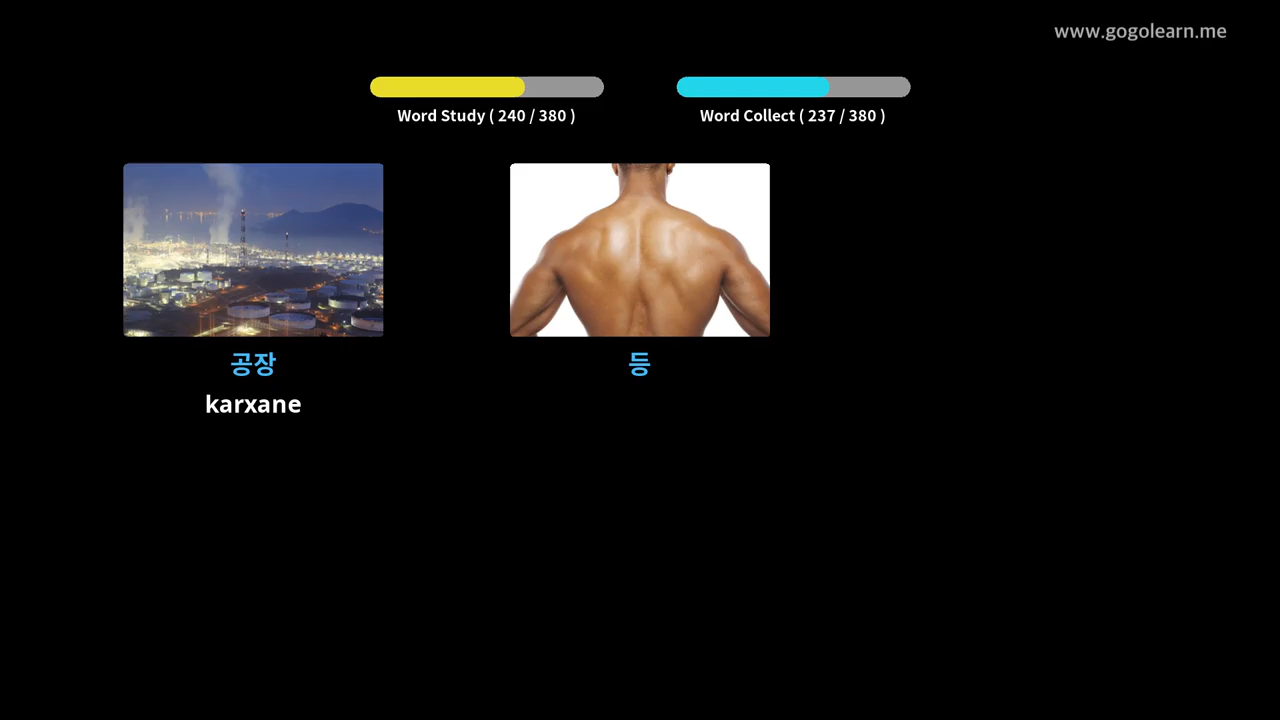 www.gogolearn.me
Word Study ( 240 / 380 )
Word Collect ( 237 / 380 )
공장
등
karxane